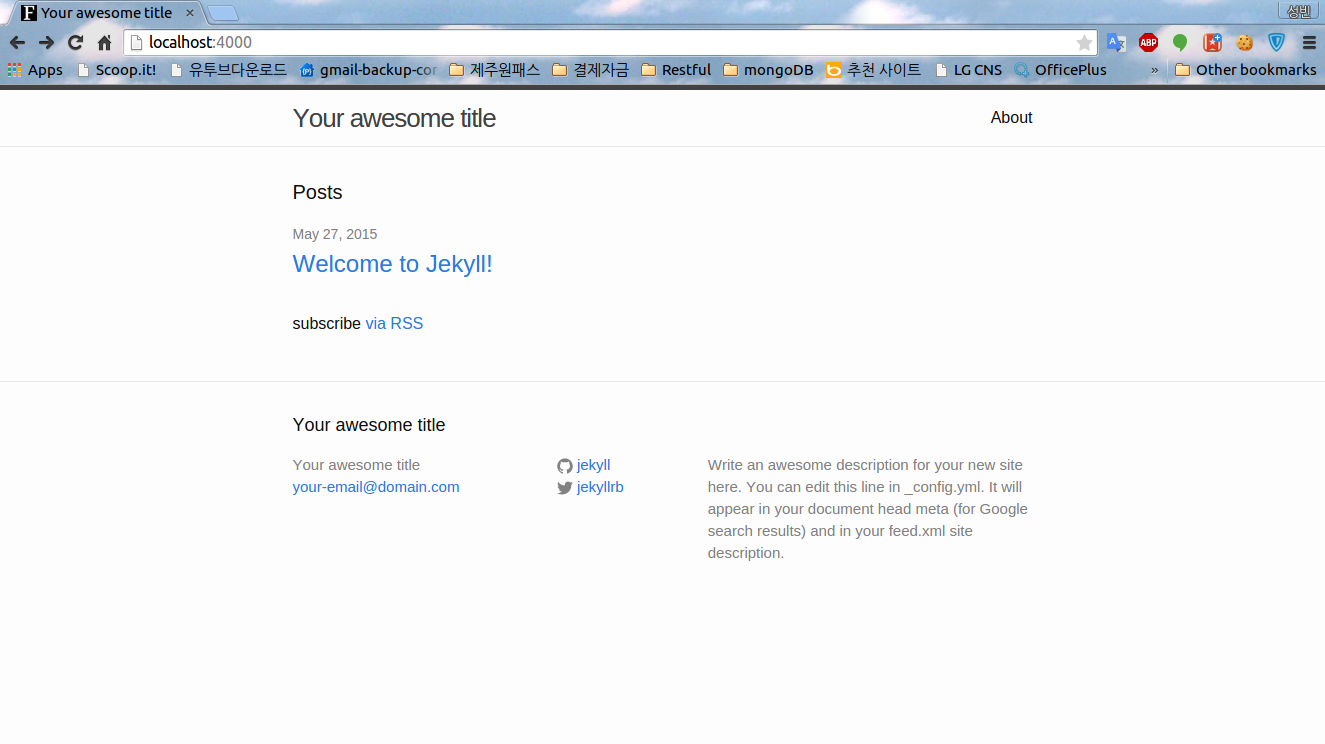 Your awesome title
성빈
localhost:4000
ABP
Apps
Scoop.it!
유투브다운로드
gmail-backup-cor
제주원패스
결제자금
Restful
mongoDB
추천 사이트
LG CNS
OfficePlus
»
Other bookmarks
Your awesome title
About
Posts
May 27, 2015
Welcome to Jekyll!
subscribe via RSS
Your awesome title
Your awesome title
your-email@domain.com
jekyll
jekyllrb
Write an awesome description for your new site
here. You can edit this line in _config.yml. It will
appear in your document head meta (for Google
search results) and in your feed.xml site
description.